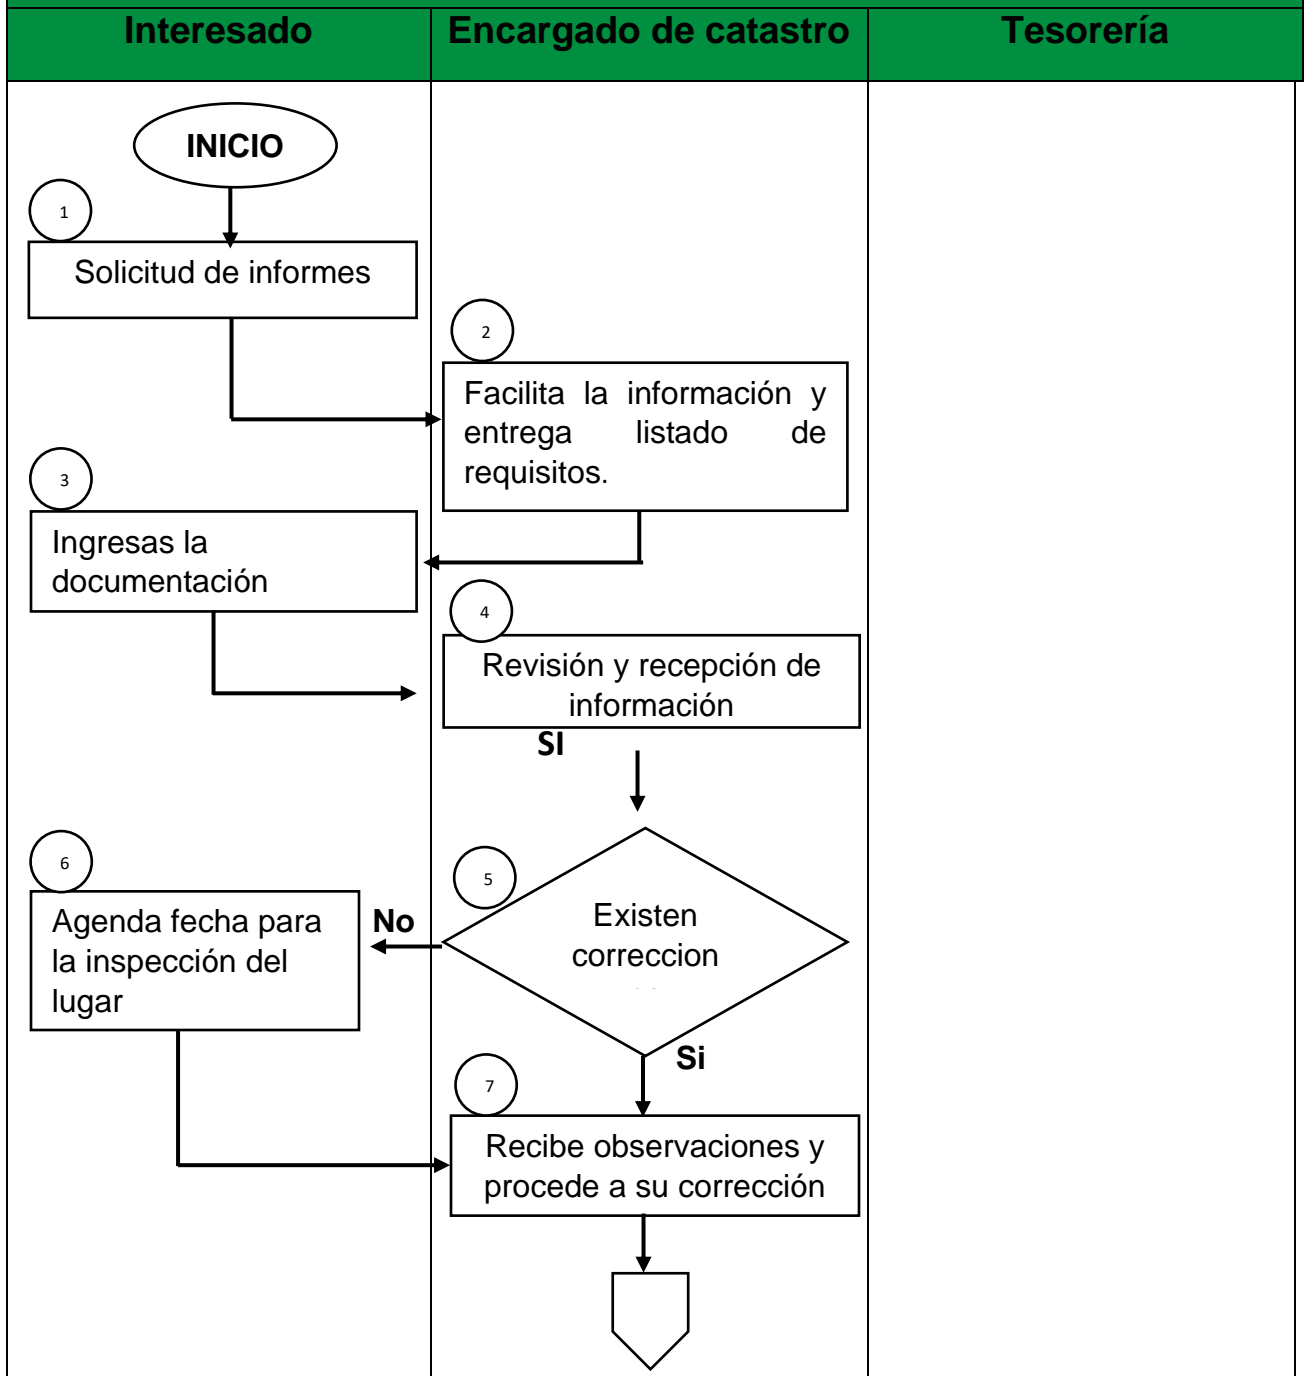 Interesado
Encargado de catastro
Tesorería
INICIO
1
Solicitud de informes
2
Facilita la información y
entrega listado de
requisitos.
3
Ingresas la
documentación
4
Revisión y recepción de
información
SI
5
Existen
correccion
No
6
Agenda fecha para
la inspección del
lugar
Si
7
Recibe observaciones y
procede a su corrección